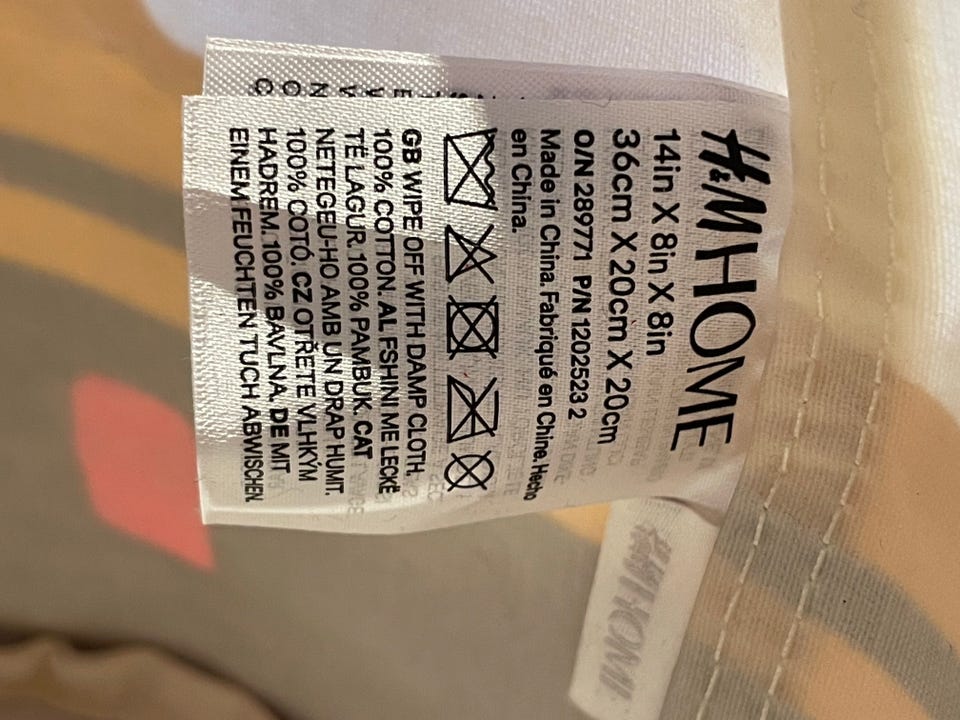 H&M HOME
14in X 8in X 8in
36cm X 20cm X 20cm
O/N 289771 P/N 1202523 2
Made in China. Fabriqué en Chine. Hecho
en China.
GB WIPE OFF WITH DAMP CLOTH.
100% COTTON. AL FSHINI ME LECKË
TË LAGUR.100% PAMBUK. CAT
NETEGEU-HO AMB UN DRAP HUMIT.
100% COTÓ. CZ OTŘETE VLHKÝM
HADREM. 100% BAVLNA. DE MIT
EINEM FEUCHTEN TUCH ABWISCHEN.
H&M HOME